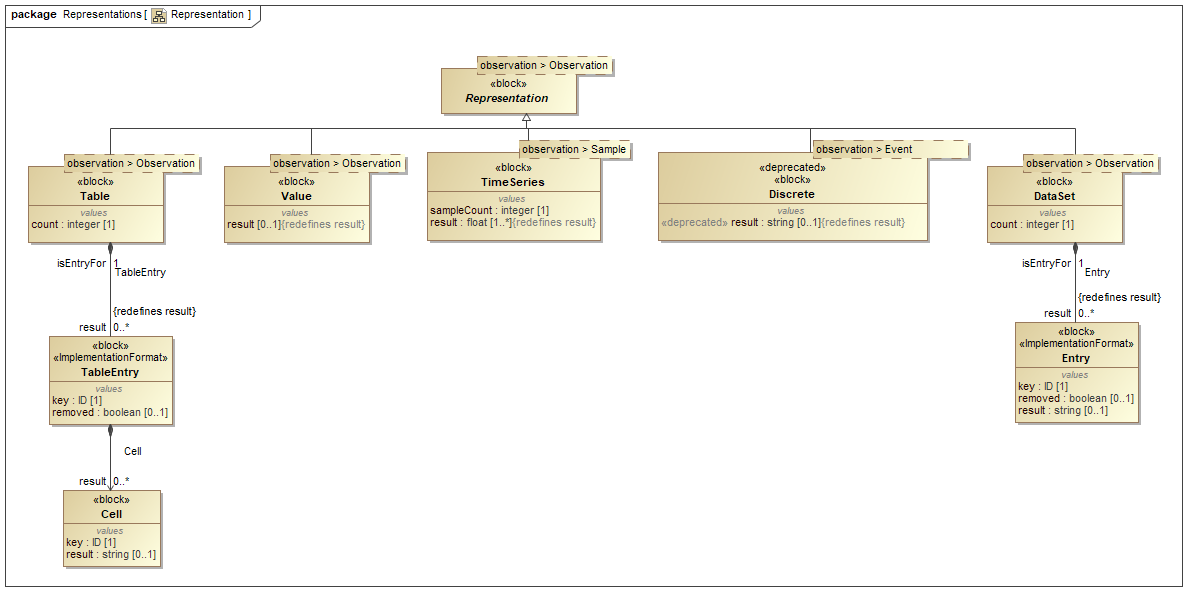 package Representations [ Representation ]
observation > Observation
«block»
Representation
observation > Observation
«block»
Table
values
count : integer [1]
observation > Observation
«block»
Value
values
result [0..1]{redefines result}
observation > Sample
«block»
TimeSeries
values
sampleCount : integer [1]
result : float [1..*]{redefines result}
observation > Event
«deprecated»
«block»
Discrete
values
«deprecated» result : string [0..1]{redefines result}
observation > Observation
«block»
DataSet
values
count : integer [1]
isEntryFor 1
TableEntry
{redefines result}
result 0..*
«block»
«ImplementationFormat»
TableEntry
values
key : ID [1]
removed : boolean [0..1]
Cell
result 0..*
«block»
Cell
values
key : ID [1]
result : string [0..1]
isEntryFor 1
Entry
{redefines result}
result 0..*
«block»
«ImplementationFormat»
Entry
values
key : ID [1]
removed : boolean [0..1]
result : string [0..1]